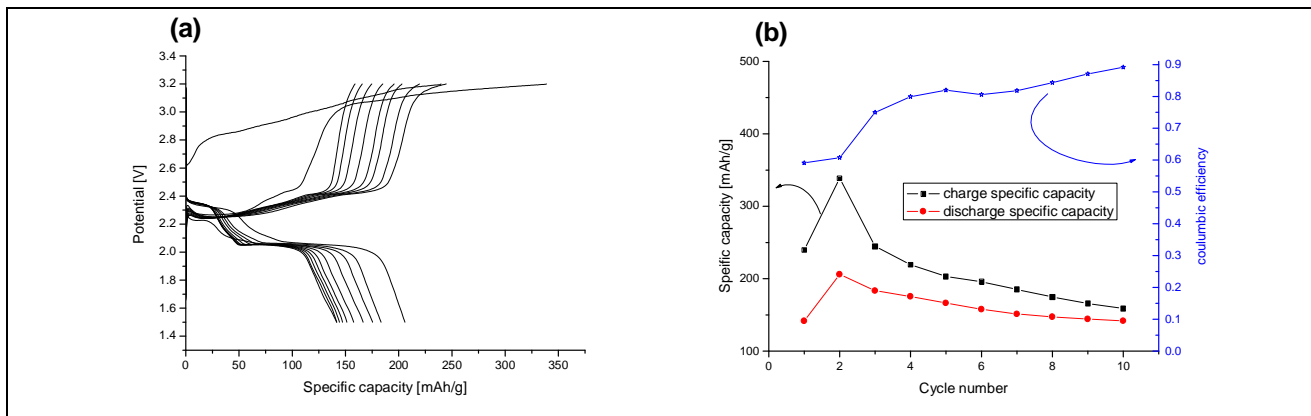 (a)
3.4
3.2
3.0
2.8
2.6
2.4
2.2
2.0
1.8
1.6
1.4
Potential [V]
0 50 100 150 200 250 300 350
Specific capacity [mAh/g]
(b)
500
450
400
350
300
250
200
150
100
Speific capacity [mAh/g]
charge specific capacity
discharge specific capacity
0.9
0.8
0.7
0.6
0.5
0.4
0.3
0.2
0.1
0.0
coulumbic efficiency
0 2 4 6 8 10
Cycle number